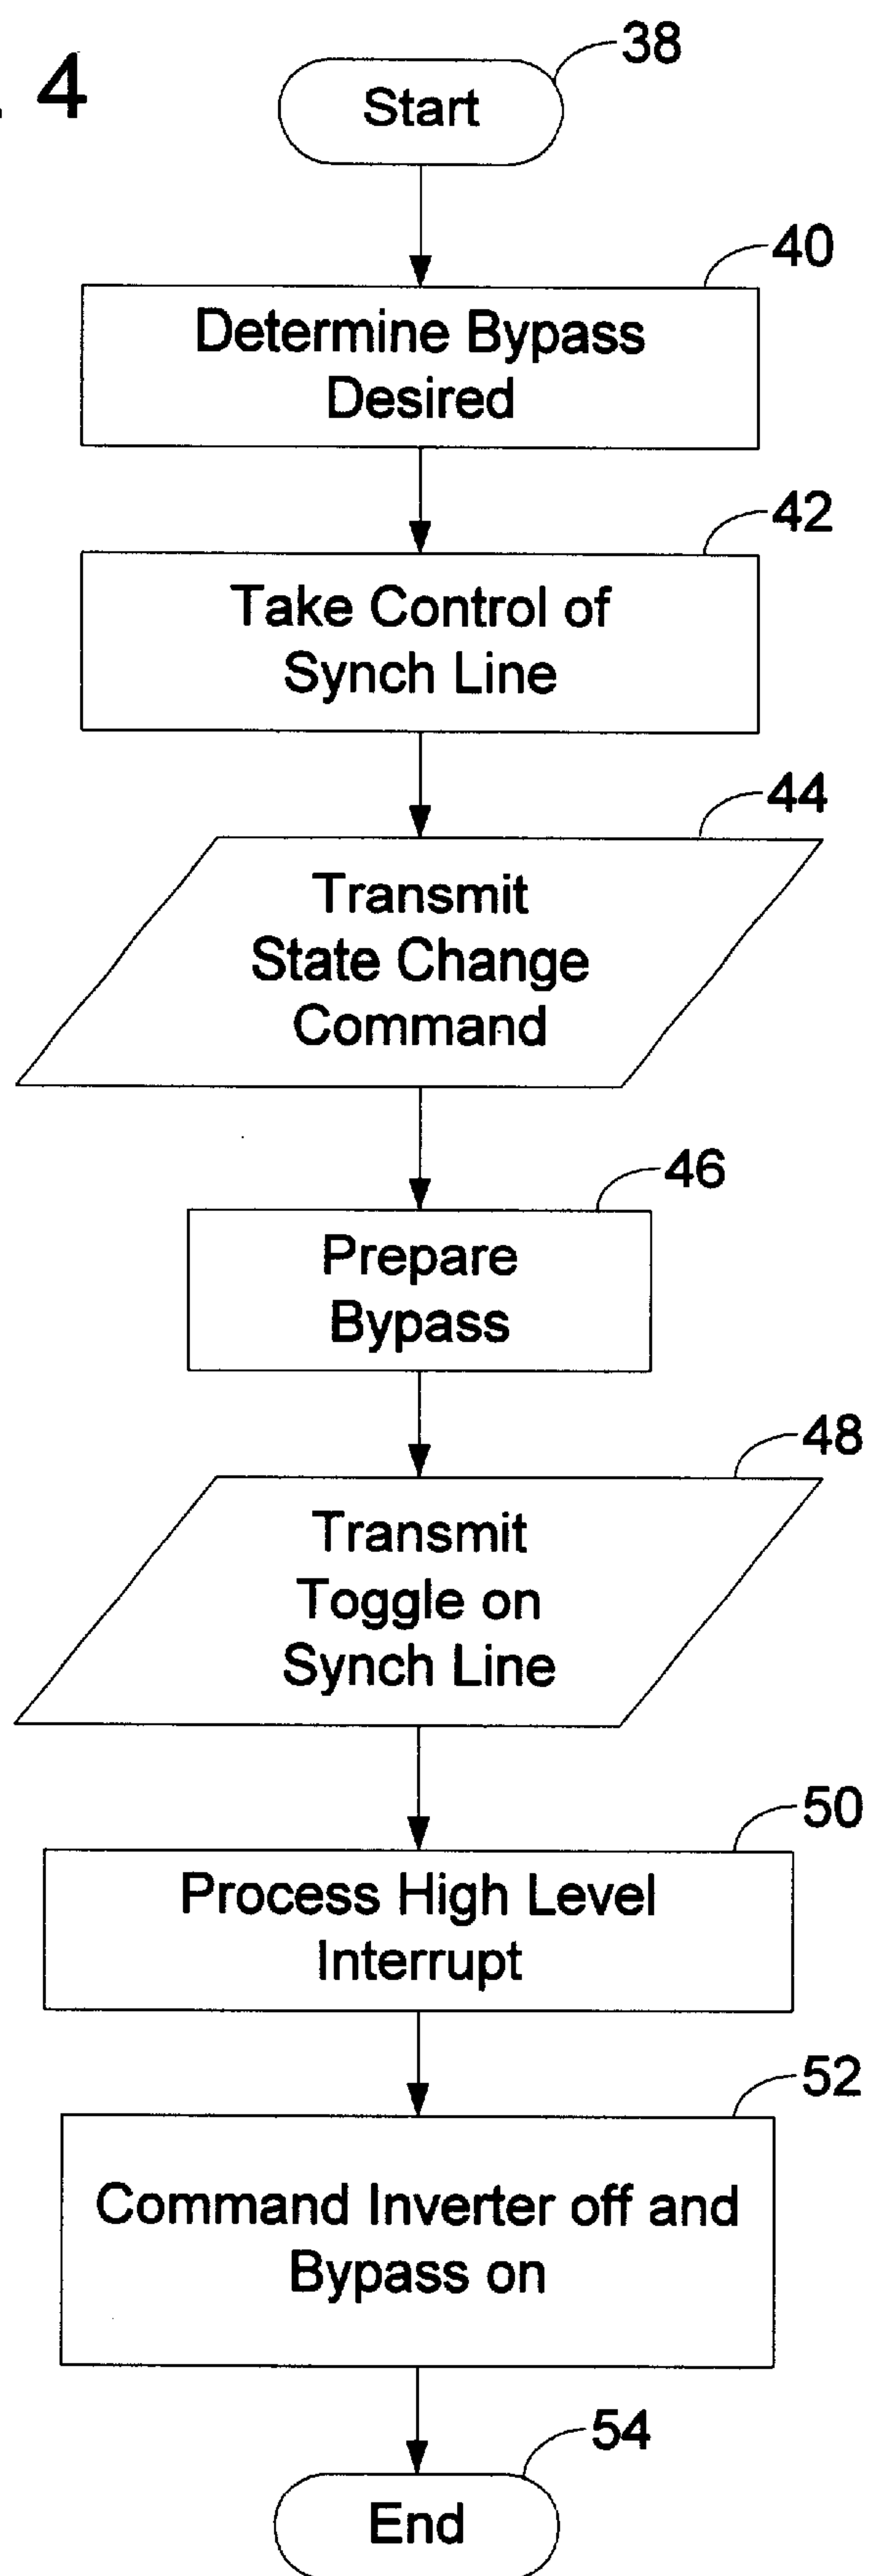 . 4
38
Start
40
Determine Bypass
Desired
42
Take Control of
Synch Line
44
Transmit
State Change
Command
46
Prepare
Bypass
48
Transmit
Toggle on
Synch Line
50
Process High Level
Interrupt
52
Command Inverter off and
Bypass on
54
End